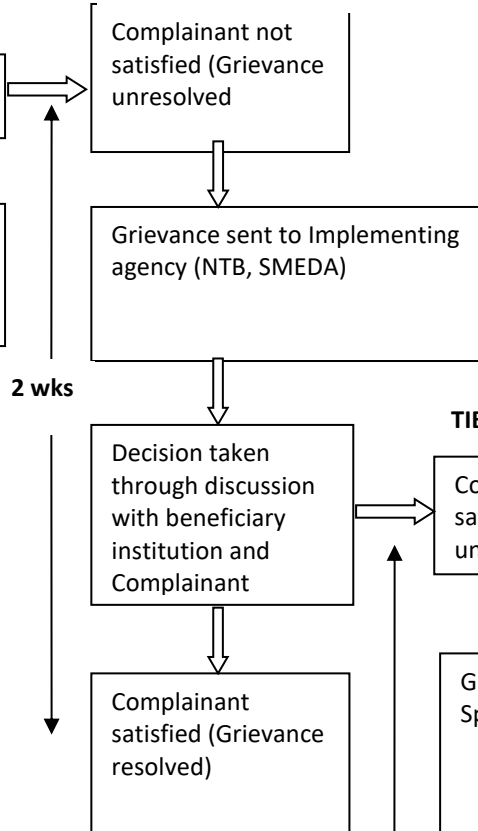 Complainant not
satisfied (Grievance
unresolved
Grievance sent to Implementing
agency (NTB, SMEDA)
2 wks
Decision taken
through discussion
with beneficiary
institution and
Complainant
Complainant
satisfied (Grievance
resolved)